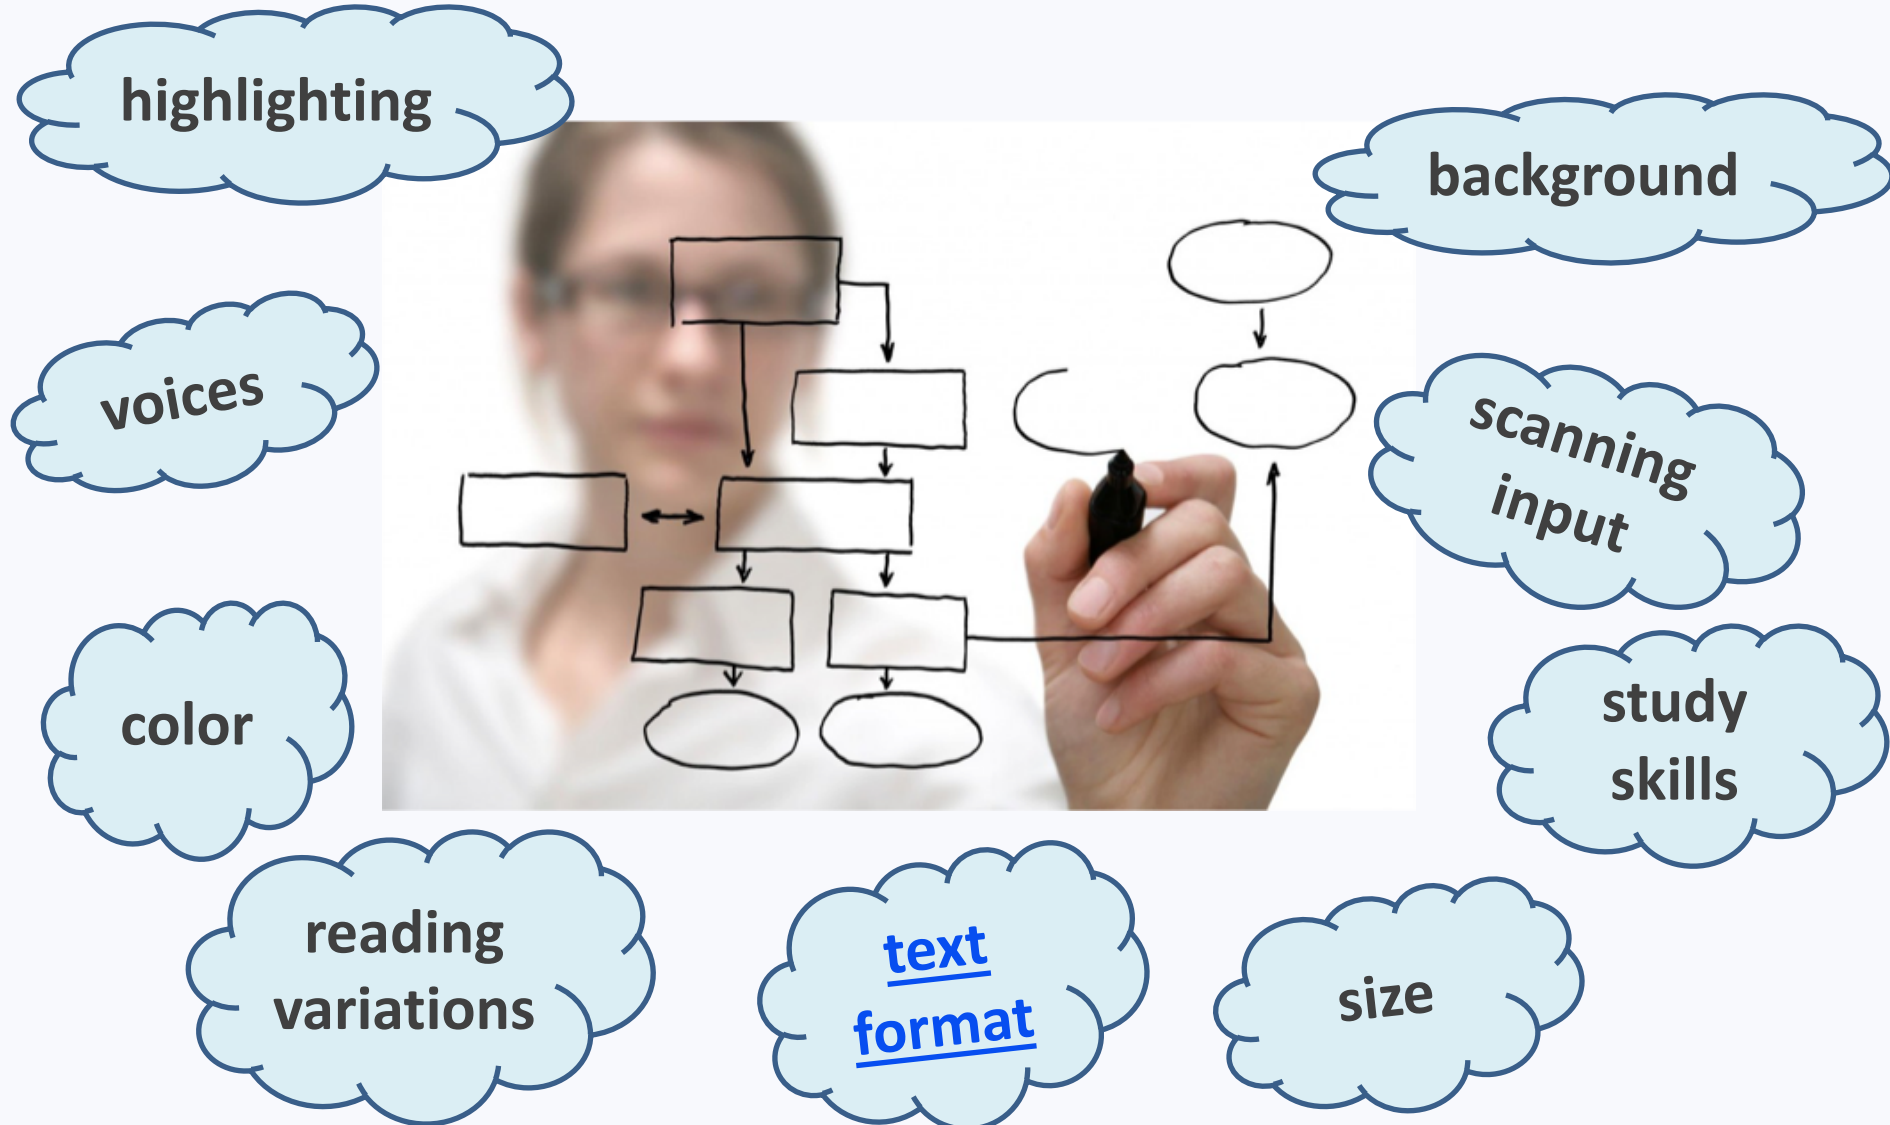 highlighting
background
voices
scanning
input
color
study
skills
reading
variations
text
format
size